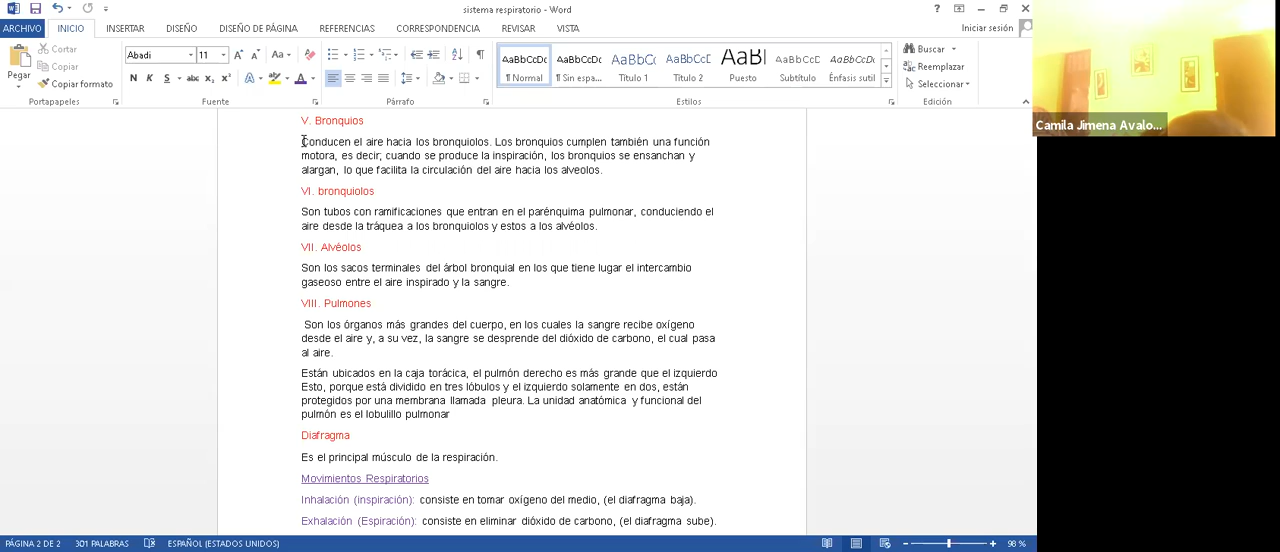 sistema respiratorio - Word
Iniciar sesión
ARCHIVO INICIO INSERTAR DISEÑO DISEÑO DE PÁGINA REFERENCIAS CORRESPONDENCIA REVISAR VISTA
Pegar
Cortar
Copiar
Copiar formato
Portapapeles
Abadi 11
N K S abc x₂ x²
Fuente
Párrafo
AaBbCcDc AaBbCcDc AaBbCc AaBbCcD AaBl AaBbCcD AaBbCcDc
¶ Normal ¶ Sin espa... Título 1 Título 2 Puesto Subtítulo Énfasis sutil
Estilos
Buscar
Reemplazar
Seleccionar
Edición
Camila Jimena Avalo...
V. Bronquios
Conducen el aire hacia los bronquiolos. Los bronquios cumplen también una función
motora, es decir; cuando se produce la inspiración, los bronquios se ensanchan y
alargan, lo que facilita la circulación del aire hacia los alveolos.
VI. bronquiolos
Son tubos con ramificaciones que entran en el parénquima pulmonar, conduciendo el
aire desde la tráquea a los bronquiolos y estos a los alvéolos.
VII. Alvéolos
Son los sacos terminales del árbol bronquial en los que tiene lugar el intercambio
gaseoso entre el aire inspirado y la sangre.
VIII. Pulmones
Son los órganos más grandes del cuerpo, en los cuales la sangre recibe oxígeno
desde el aire y, a su vez, la sangre se desprende del dióxido de carbono, el cual pasa
al aire.
Están ubicados en la caja torácica, el pulmón derecho es más grande que el izquierdo
Esto, porque está dividido en tres lóbulos y el izquierdo solamente en dos, están
protegidos por una membrana llamada pleura. La unidad anatómica y funcional del
pulmón es el lobulillo pulmonar
Diafragma
Es el principal músculo de la respiración.
Movimientos Respiratorios
Inhalación (inspiración): consiste en tomar oxígeno del medio, (el diafragma baja).
Exhalación (Espiración): consiste en eliminar dióxido de carbono, (el diafragma sube).
PÁGINA 2 DE 2 301 PALABRAS ESPAÑOL (ESTADOS UNIDOS) 98 %